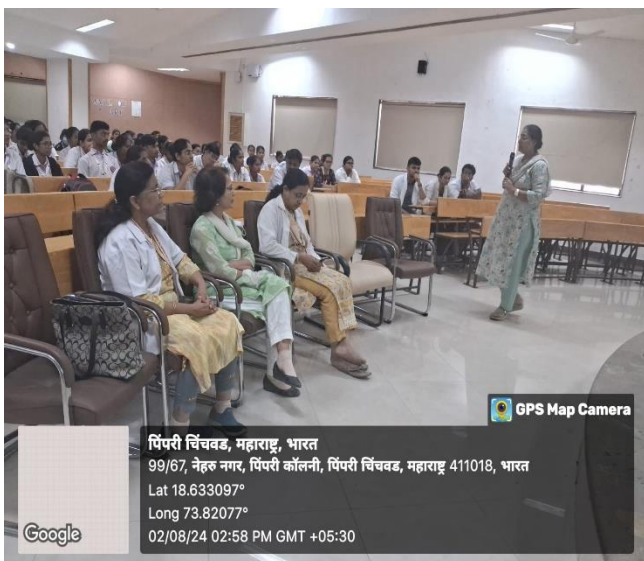 GPS Map Camera
पिंपरी चिंचवड, महाराष्ट्र, भारत
99/67, नेहरु नगर, पिंपरी कॉलनी, पिंपरी चिंचवड, महाराष्ट्र 411018, भारत
Lat 18.633097°
Long 73.82077°
02/08/24 02:58 PM GMT +05:30
Google